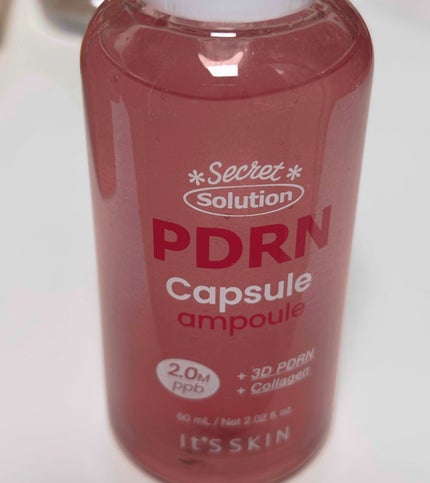 *Secret*
Solution
PDRN
Capsule
ampoule
2.0M
ppb
+ 3D PDRN
+ Collagen
60 mL / Net 2.02 fl. oz.
It'S SKIN